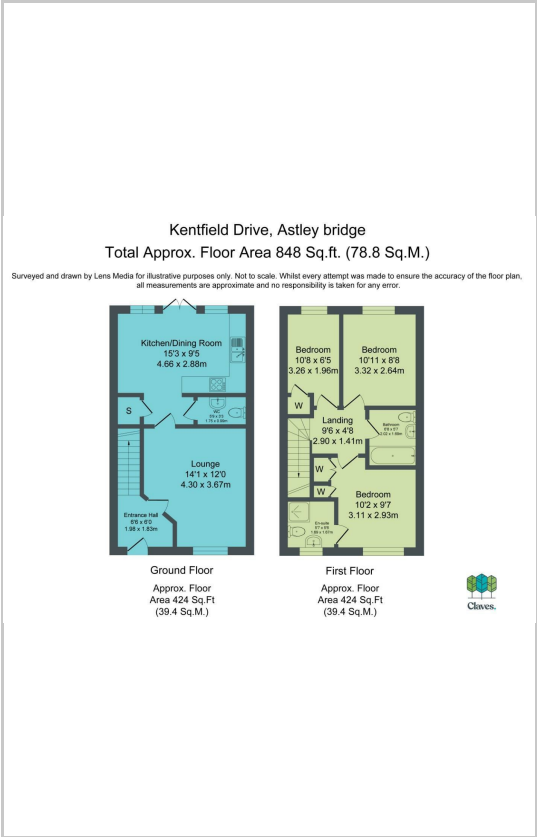 Kentfield Drive, Astley bridge
Total Approx. Floor Area 848 Sq.ft. (78.8 Sq.M.)
Surveyed and drawn by Lens Media for illustrative purposes only. Not to scale. Whilst every attempt was made to ensure the accuracy of the floor plan,
all measurements are approximate and no responsibility is taken for any error.
Kitchen/Dining Room
15'3 x 9'5
4.66 x 2.88m
S
WC
Lounge
14'1 x 12'0
4.30 x 3.67m
Entrance Hall
6'6 x 6'0
1.98 x 1.83m
Ground Floor
Approx. Floor
Area 424 Sq.Ft
(39.4 Sq.M.)
Bedroom
10'8 x 6'5
3.26 x 1.96m
Bedroom
10'11 x 8'8
3.32 x 2.64m
W
Landing
9'6 x 4'8
2.90 x 1.41m
Bathroom
W
W
Bedroom
10'2 x 9'7
3.11 x 2.93m
En-suite
First Floor
Approx. Floor
Area 424 Sq.Ft
(39.4 Sq.M.)
Claves.